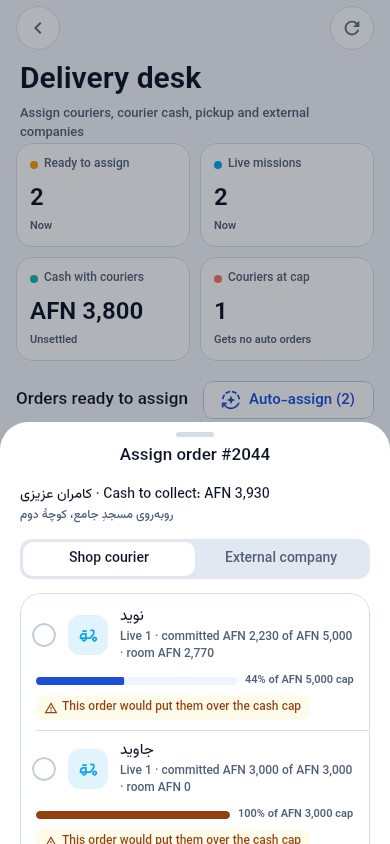 Delivery desk
Assign couriers, courier cash, pickup and external
companies
Ready to assign
2
Now
Live missions
2
Now
Cash with couriers
AFN 3,800
Unsettled
Couriers at cap
1
Gets no auto orders
Orders ready to assign
Auto-assign (2)
Assign order #2044
کامران عزیزی · Cash to collect: AFN 3,930
روبه‌روی مسجدِ جامع، کوچهٔ دوم
Shop courier
External company
نوید
Live 1 · committed AFN 2,230 of AFN 5,000
· room AFN 2,770
44% of AFN 5,000 cap
This order would put them over the cash cap
جاوید
Live 1 · committed AFN 3,000 of AFN 3,000
· room AFN 0
100% of AFN 3,000 cap
This order would put them over the cash cap